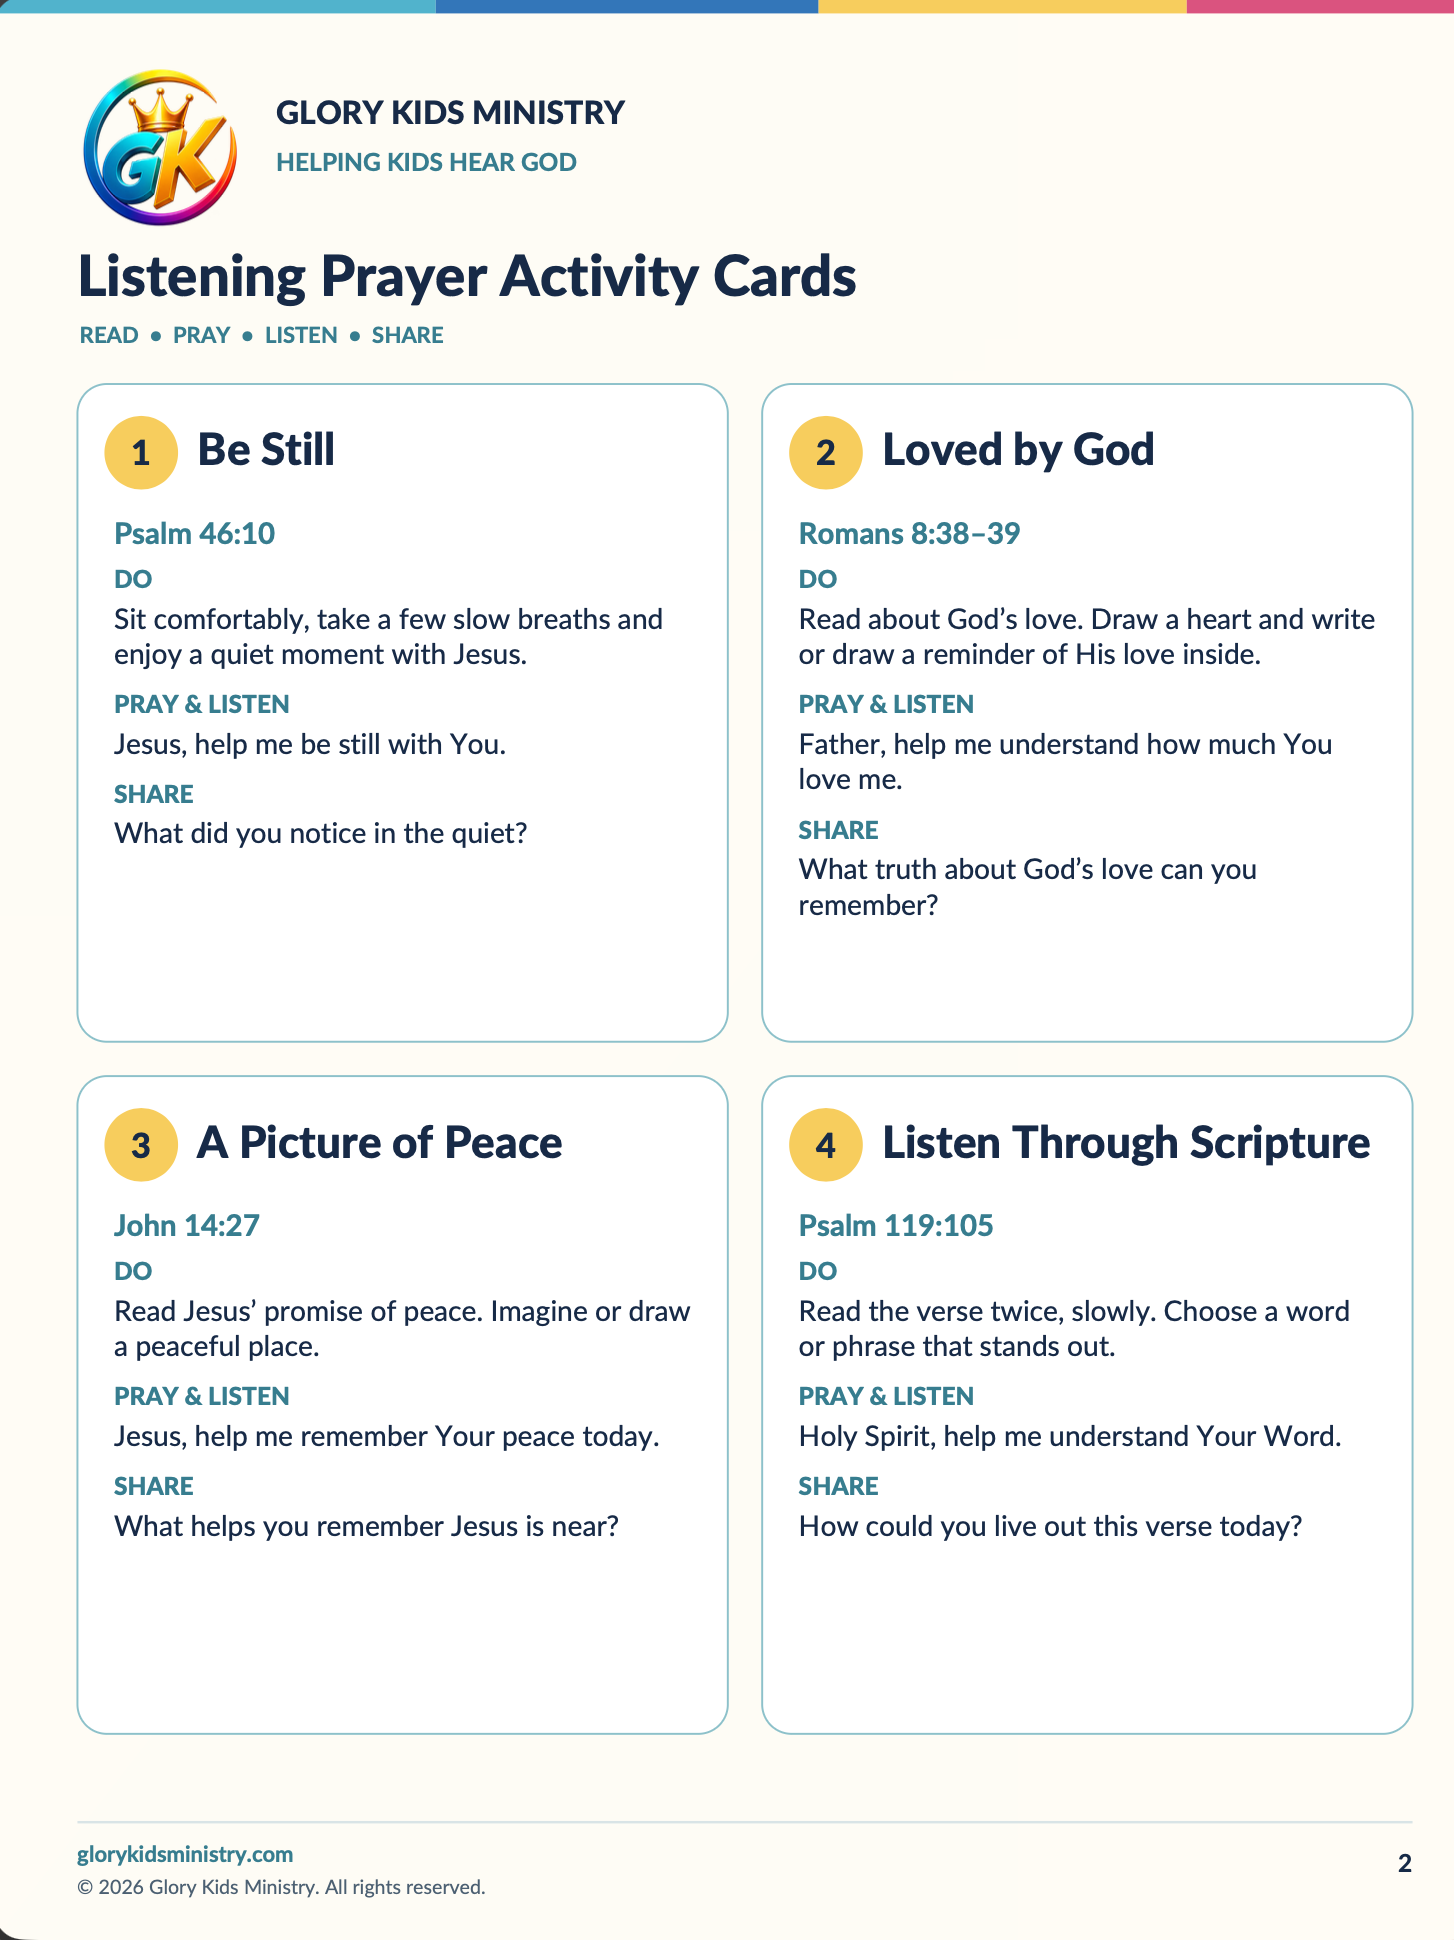 GK
GLORY KIDS MINISTRY
HELPING KIDS HEAR GOD
Listening Prayer Activity Cards
READ • PRAY • LISTEN • SHARE
1 Be Still
Psalm 46:10
DO
Sit comfortably, take a few slow breaths and
enjoy a quiet moment with Jesus.
PRAY & LISTEN
Jesus, help me be still with You.
SHARE
What did you notice in the quiet?
2 Loved by God
Romans 8:38–39
DO
Read about God’s love. Draw a heart and write
or draw a reminder of His love inside.
PRAY & LISTEN
Father, help me understand how much You
love me.
SHARE
What truth about God’s love can you
remember?
3 A Picture of Peace
John 14:27
DO
Read Jesus’ promise of peace. Imagine or draw
a peaceful place.
PRAY & LISTEN
Jesus, help me remember Your peace today.
SHARE
What helps you remember Jesus is near?
4 Listen Through Scripture
Psalm 119:105
DO
Read the verse twice, slowly. Choose a word
or phrase that stands out.
PRAY & LISTEN
Holy Spirit, help me understand Your Word.
SHARE
How could you live out this verse today?
glorykidsministry.com
© 2026 Glory Kids Ministry. All rights reserved.
2